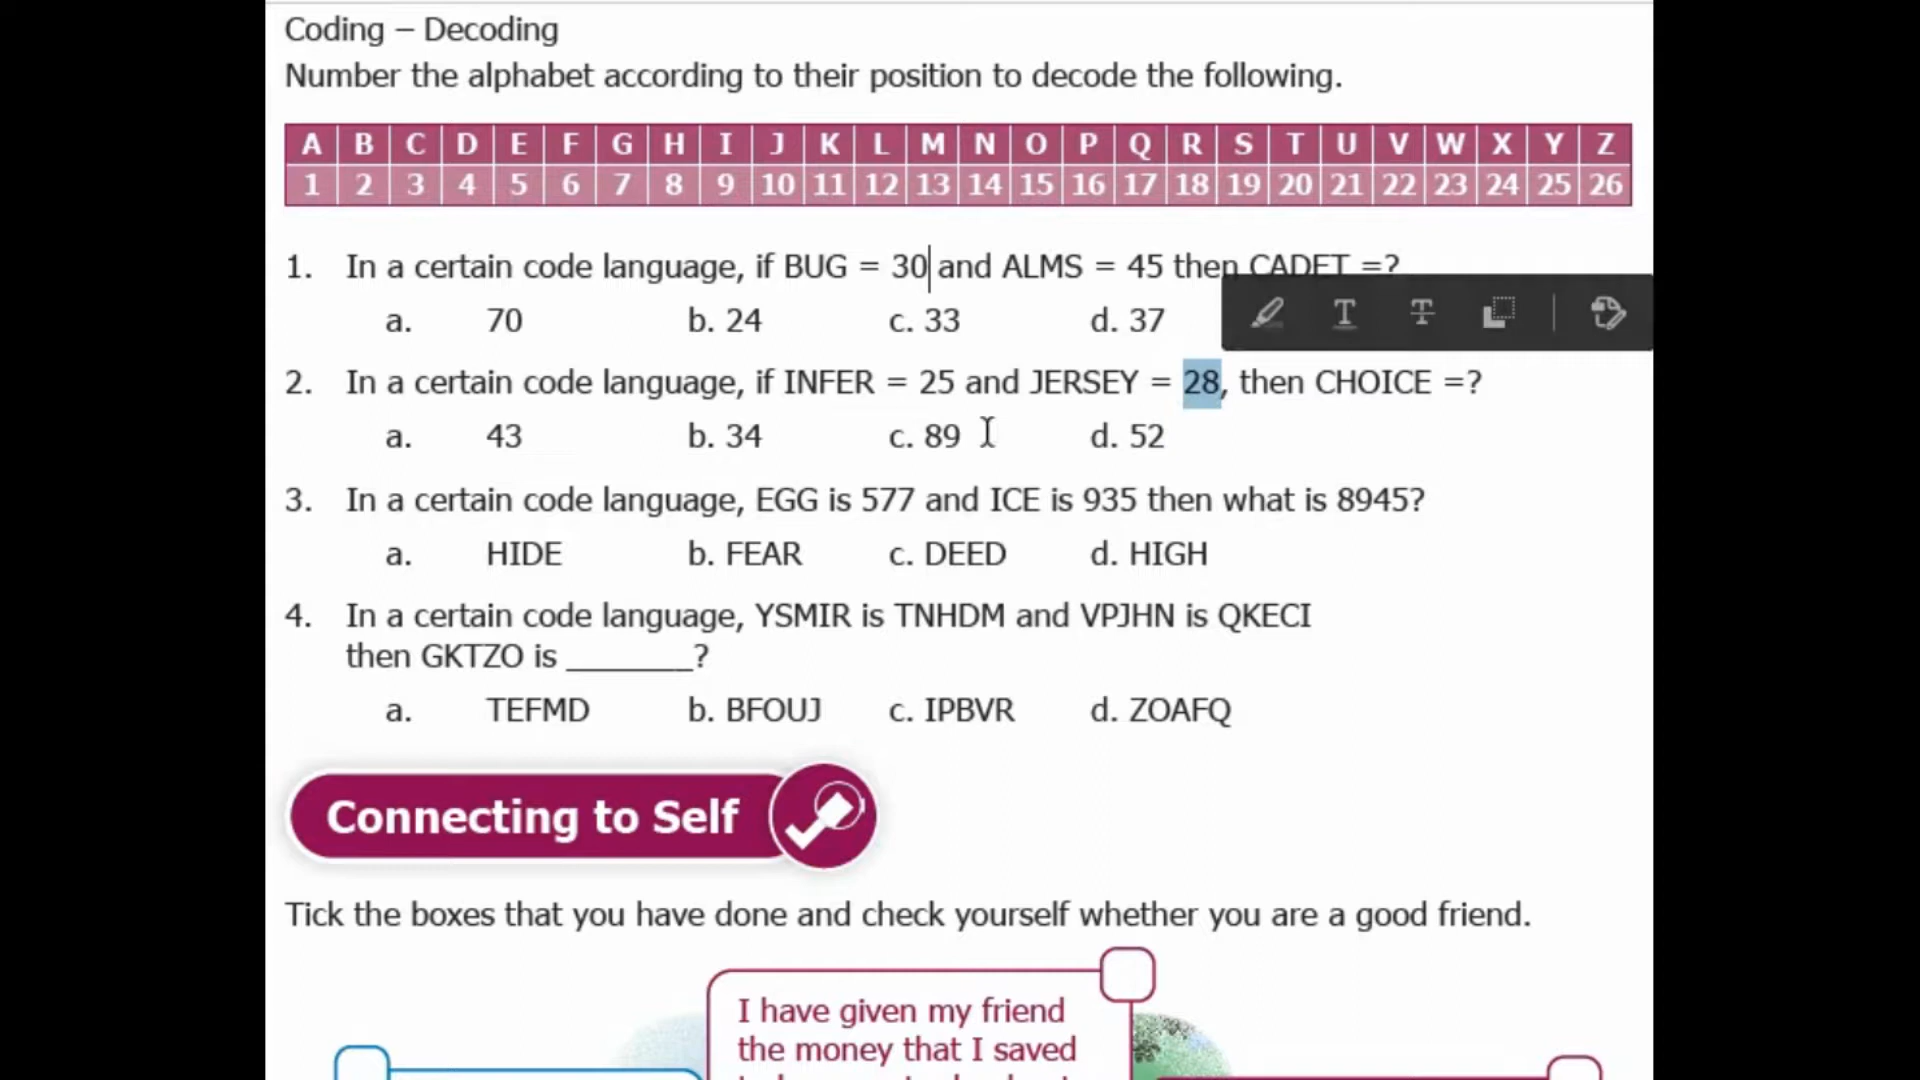 Coding – Decoding
Number the alphabet according to their position to decode the following.
A B C D E F G H I J K L M N O P Q R S T U V W X Y Z
1 2 3 4 5 6 7 8 9 10 11 12 13 14 15 16 17 18 19 20 21 22 23 24 25 26
1. In a certain code language, if BUG = 30 and ALMS = 45 then CADET =?
a. 70 b. 24 c. 33 d. 37
2. In a certain code language, if INFER = 25 and JERSEY = 28, then CHOICE =?
a. 43 b. 34 c. 89 d. 52
3. In a certain code language, EGG is 577 and ICE is 935 then what is 8945?
a. HIDE b. FEAR c. DEED d. HIGH
4. In a certain code language, YSMIR is TNHDM and VPJHN is QKECI
then GKTZO is _______?
a. TEFMD b. BFOUJ c. IPBVR d. ZOAFQ
Connecting to Self
Tick the boxes that you have done and check yourself whether you are a good friend.
I have given my friend
the money that I saved